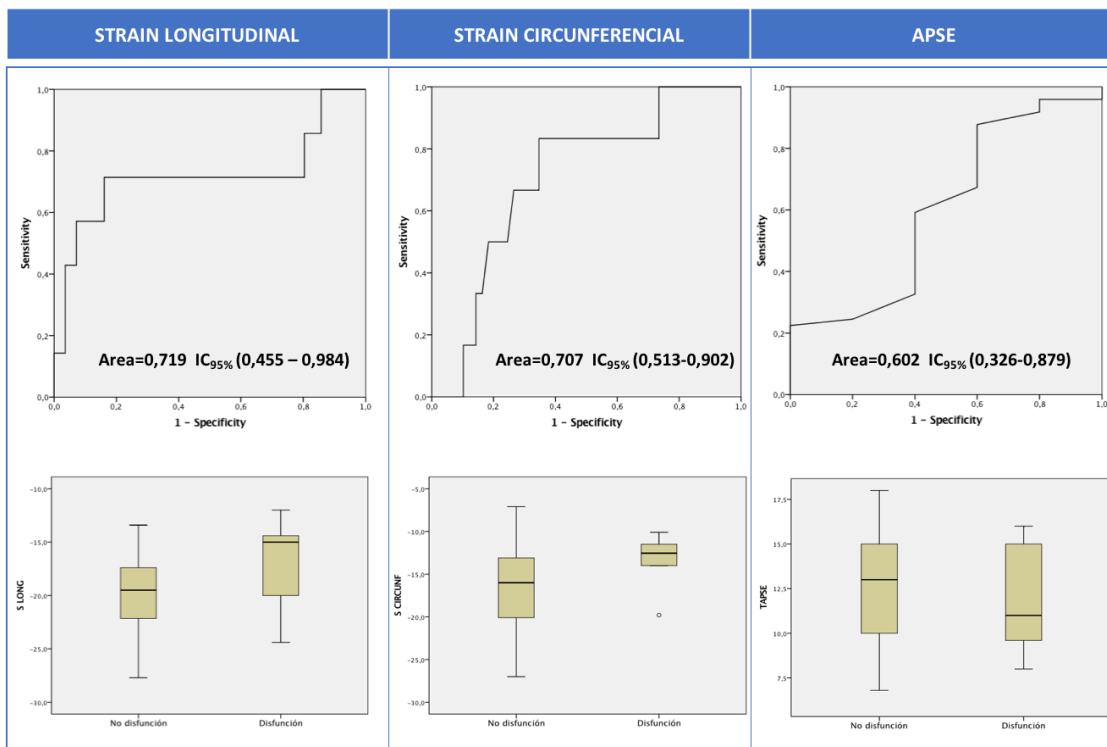 STRAIN LONGITUDINAL
STRAIN CIRCUNFERENCIAL
APSE
1,0
0,8
0,6
0,4
0,2
0,0
Sensitivity
Area=0,719 IC95% (0,455 – 0,984)
0,0 0,2 0,4 0,6 0,8 1,0
1 - Specificity
1,0
0,8
0,6
0,4
0,2
0,0
Sensitivity
Area=0,707 IC95% (0,513-0,902)
0,0 0,2 0,4 0,6 0,8 1,0
1 - Specificity
1,0
0,8
0,6
0,4
0,2
0,0
Sensitivity
Area=0,602 IC95% (0,326-0,879)
0,0 0,2 0,4 0,6 0,8 1,0
1 - Specificity
-10,0
-15,0
-20,0
-25,0
-30,0
S LONG
No disfunción Disfunción
-5,0
-10,0
-15,0
-20,0
-25,0
-30,0
S CIRCUNF
No disfunción Disfunción
17,5
15,0
12,5
10,0
7,5
TAPSE
No disfunción Disfunción